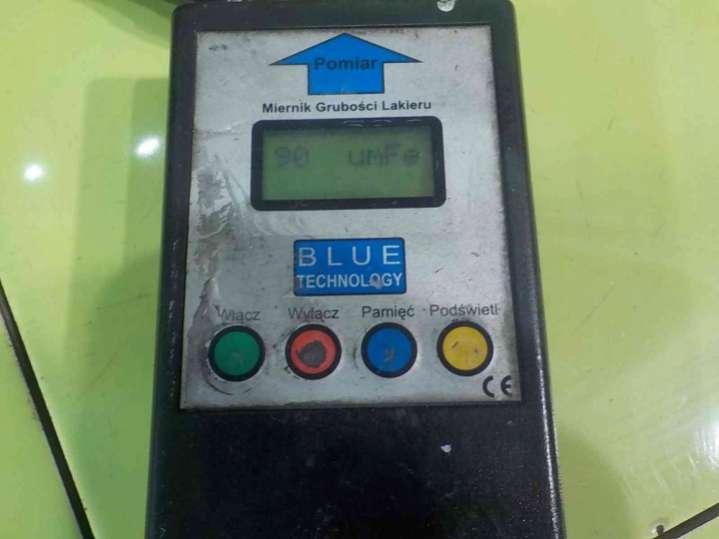 Pomiar
Miernik Grubości Lakieru
90 umFe
BLUE
TECHNOLOGY
Włącz Wyłącz Pamięć Podświetl
CE